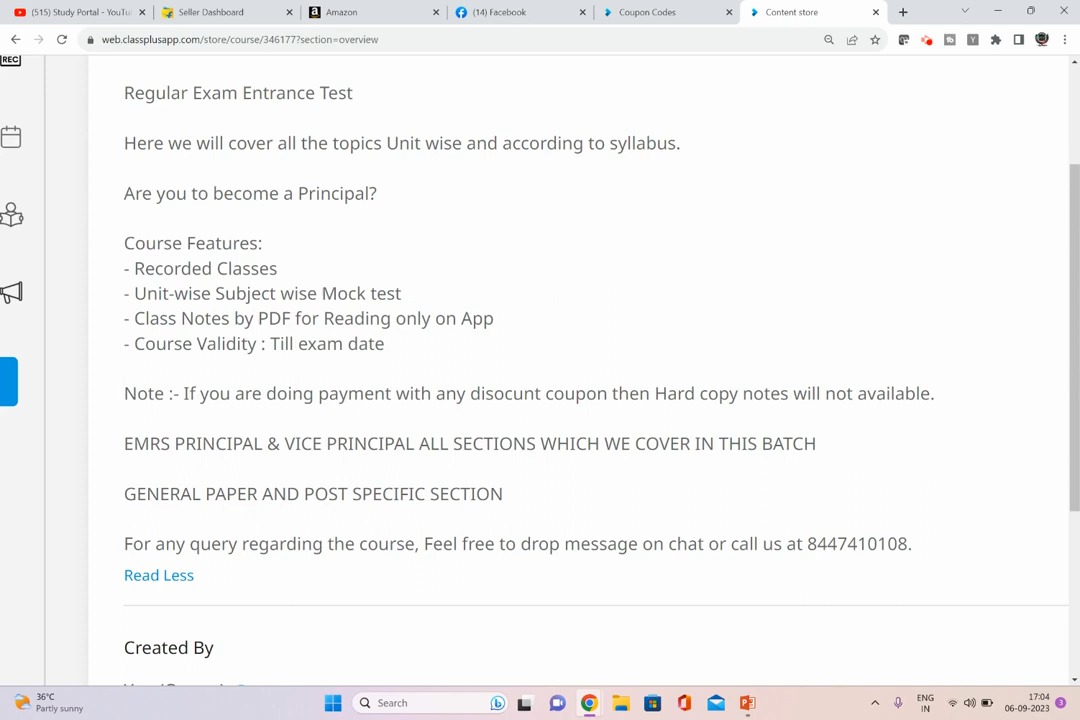 (515) Study Portal - YouTu
Seller Dashboard
Amazon
(14) Facebook
Coupon Codes
Content store
web.classplusapp.com/store/course/346177?section=overview
REC
Regular Exam Entrance Test
Here we will cover all the topics Unit wise and according to syllabus.
Are you to become a Principal?
Course Features:
- Recorded Classes
- Unit-wise Subject wise Mock test
- Class Notes by PDF for Reading only on App
- Course Validity : Till exam date
Note :- If you are doing payment with any disocunt coupon then Hard copy notes will not available.
EMRS PRINCIPAL & VICE PRINCIPAL ALL SECTIONS WHICH WE COVER IN THIS BATCH
GENERAL PAPER AND POST SPECIFIC SECTION
For any query regarding the course, Feel free to drop message on chat or call us at 8447410108.
Read Less
Created By
36°C
Partly sunny
Search
ENG
IN
17:04
06-09-2023
3